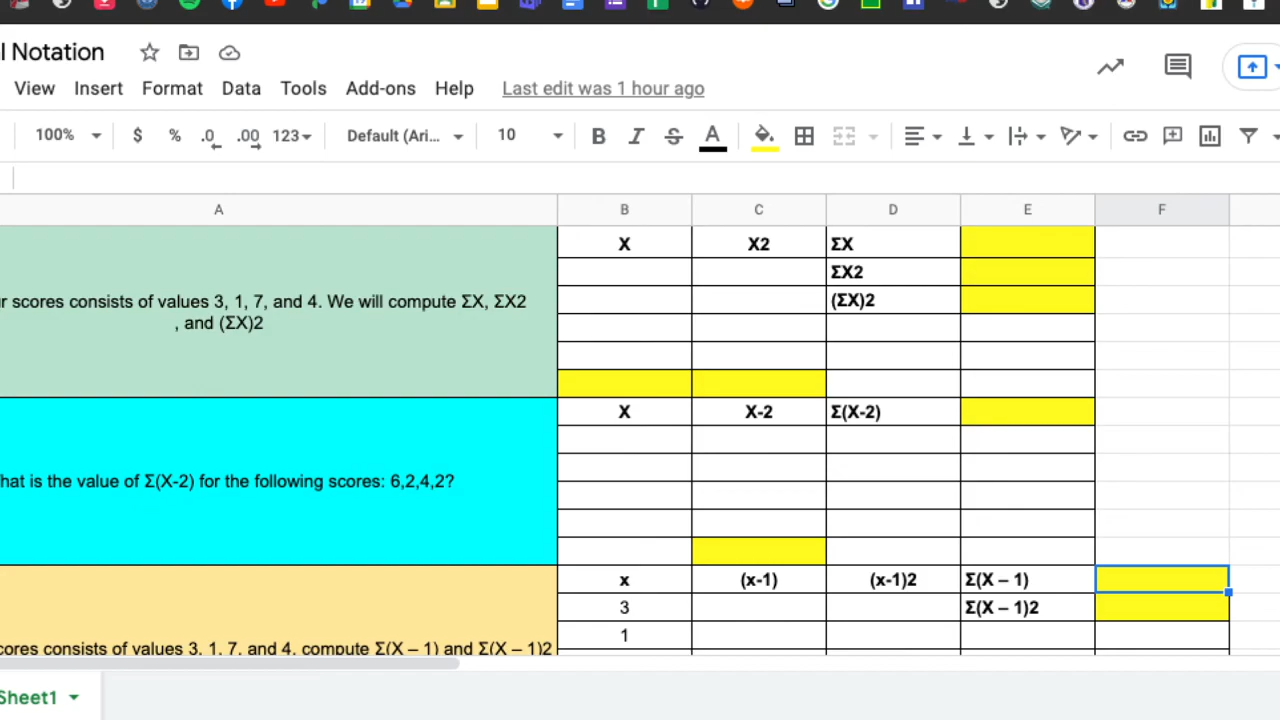 l Notation
View Insert Format Data Tools Add-ons Help Last edit was 1 hour ago
100% $ % .0 .00 123 Default (Ari... 10 B I S A
A B C D E F
X X2 ΣX
ΣX2
r scores consists of values 3, 1, 7, and 4. We will compute ΣX, ΣX2 (ΣX)2
, and (ΣX)2
X X-2 Σ(X-2)
hat is the value of Σ(X-2) for the following scores: 6,2,4,2?
x (x-1) (x-1)2 Σ(X – 1)
3 Σ(X – 1)2
1
cores consists of values 3, 1, 7, and 4, compute Σ(X – 1) and Σ(X – 1)2
Sheet1